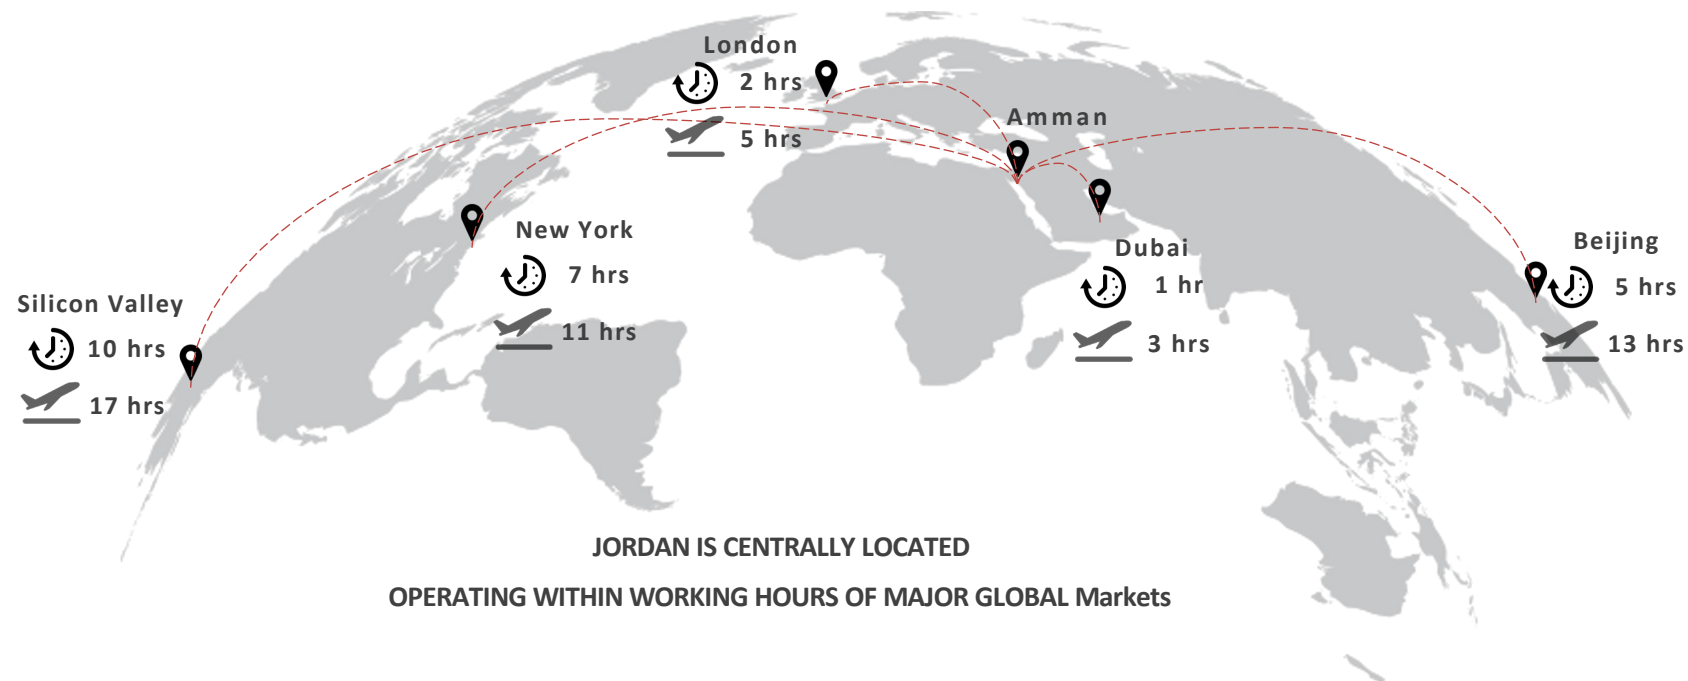 London
2 hrs
5 hrs
Amman
New York
7 hrs
11 hrs
Dubai
1 hr
3 hrs
Beijing
5 hrs
13 hrs
Silicon Valley
10 hrs
17 hrs
JORDAN IS CENTRALLY LOCATED
OPERATING WITHIN WORKING HOURS OF MAJOR GLOBAL Markets